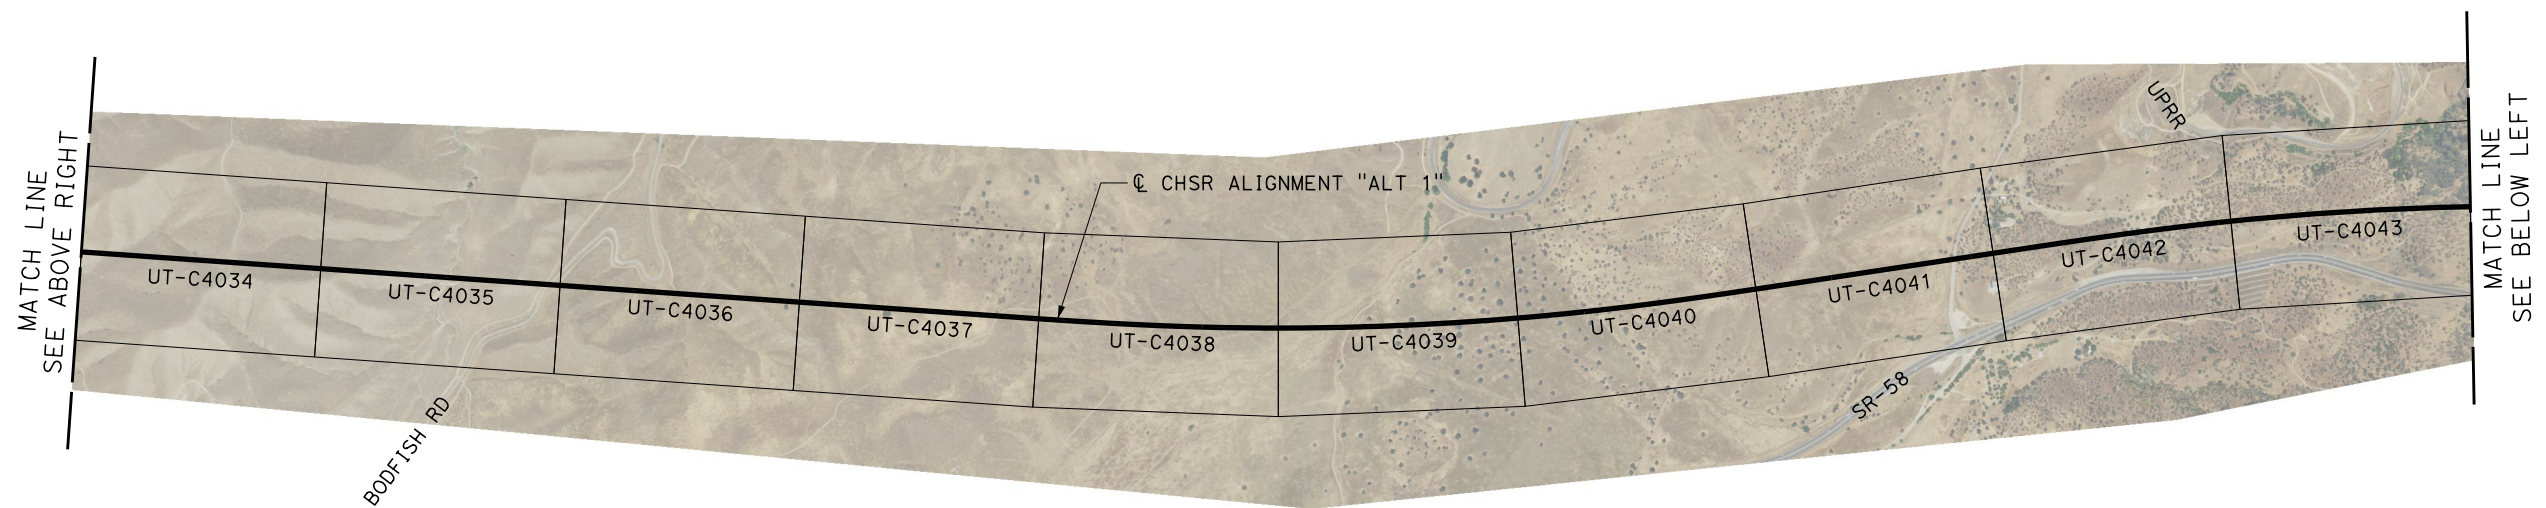 MATCH LINE
SEE ABOVE RIGHT
UT-C4034
UT-C4035
UT-C4036
UT-C4037
UT-C4038
UT-C4039
UT-C4040
UT-C4041
UT-C4042
UT-C4043
℄ CHSR ALIGNMENT "ALT 1"
BODFISH RD
SR-58
UPRR
MATCH LINE
SEE BELOW LEFT